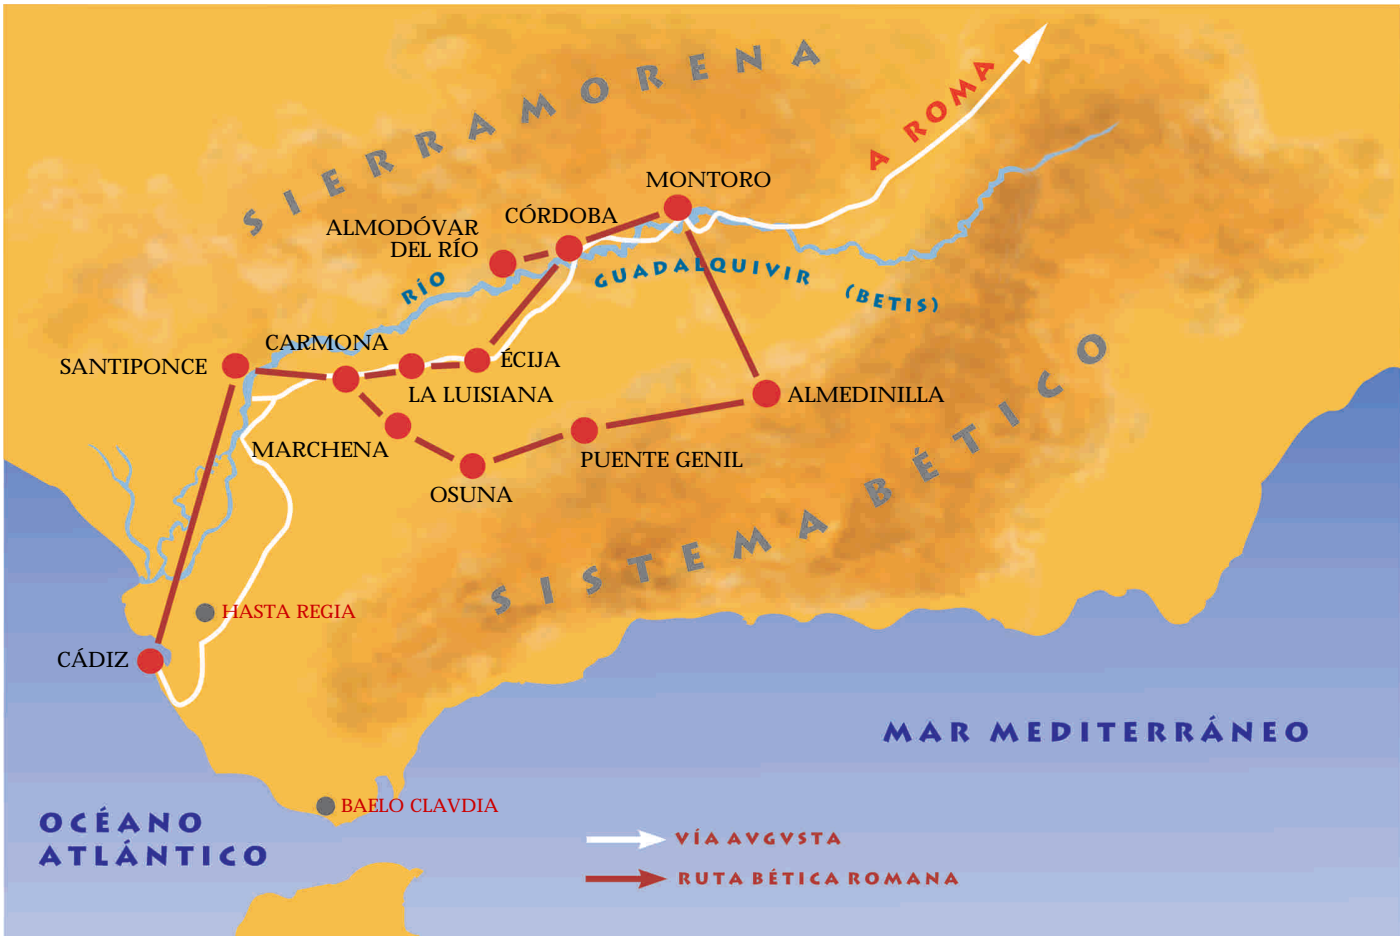 SIERRA MORENA
A ROMA
MONTORO
CÓRDOBA
ALMODÓVAR
DEL RÍO
RÍO GUADALQUIVIR (BETIS)
CARMONA
SANTIPONCE
ÉCIJA
LA LUISIANA
ALMEDINILLA
MARCHENA
PUENTE GENIL
OSUNA
SISTEMA BÉTICO
HASTA REGIA
CÁDIZ
MAR MEDITERRÁNEO
BAELO CLAVDIA
OCÉANO
ATLÁNTICO
VÍA AVGVSTA
RUTA BÉTICA ROMANA